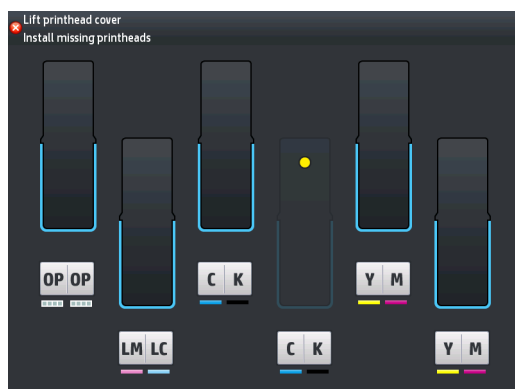 Lift printhead cover
Install missing printheads
OP OP
C K
Y M
LM LC
C K
Y M